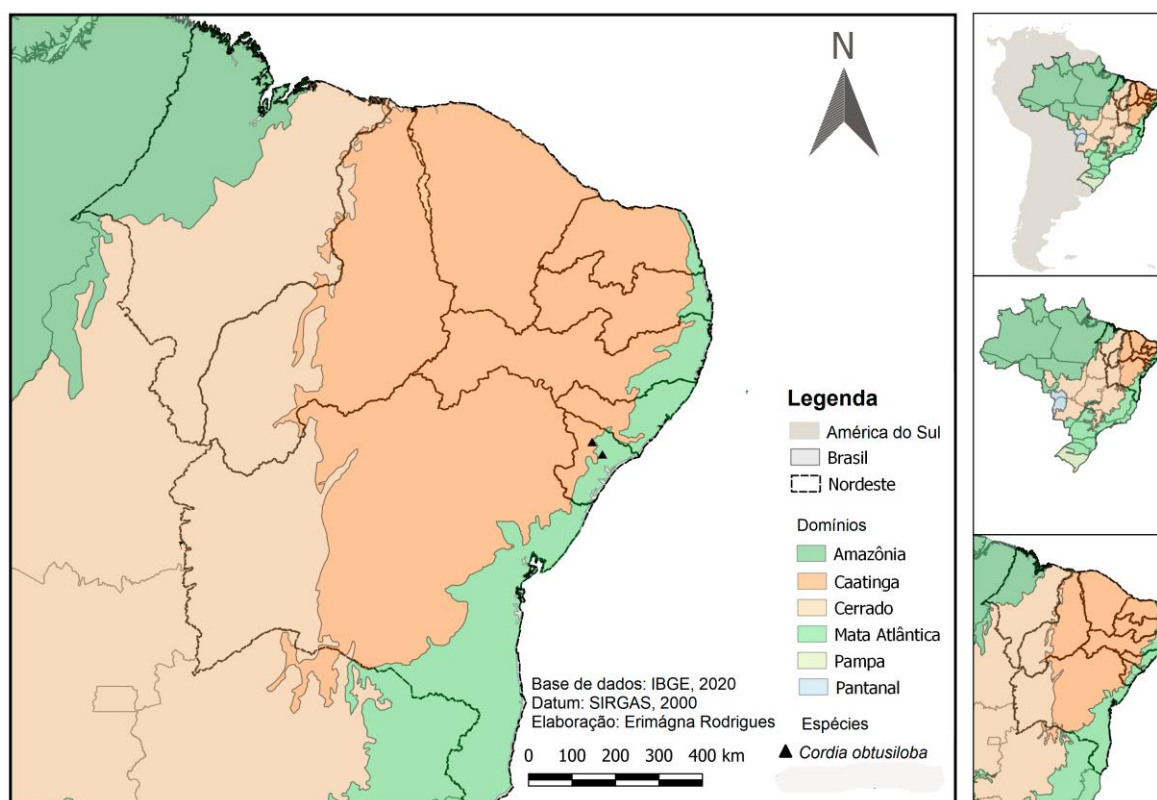 N
Legenda
América do Sul
Brasil
Nordeste
Domínios
Amazônia
Caatinga
Cerrado
Mata Atlântica
Pampa
Pantanal
Espécies
Cordia obtusiloba
Base de dados: IBGE, 2020
Datum: SIRGAS, 2000
Elaboração: Erimágna Rodrigues
0 100 200 300 400 km